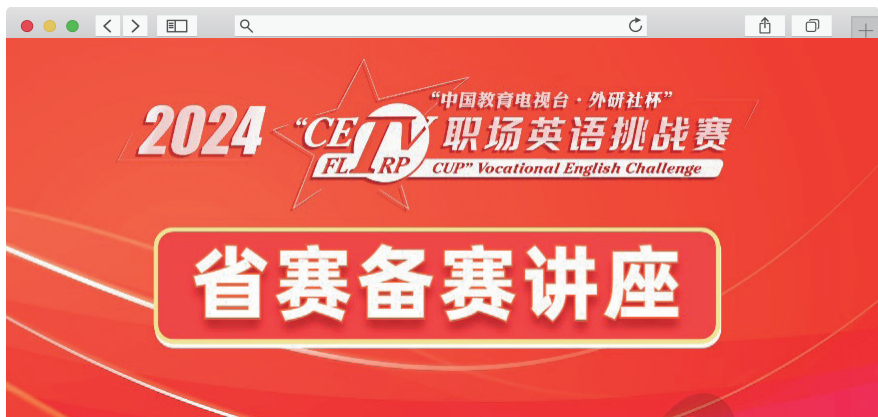 2024
“中国教育电视台·外研社杯”
“CETV
职场英语挑战赛
FLTRP
CUP” Vocational English Challenge
省赛备赛讲座